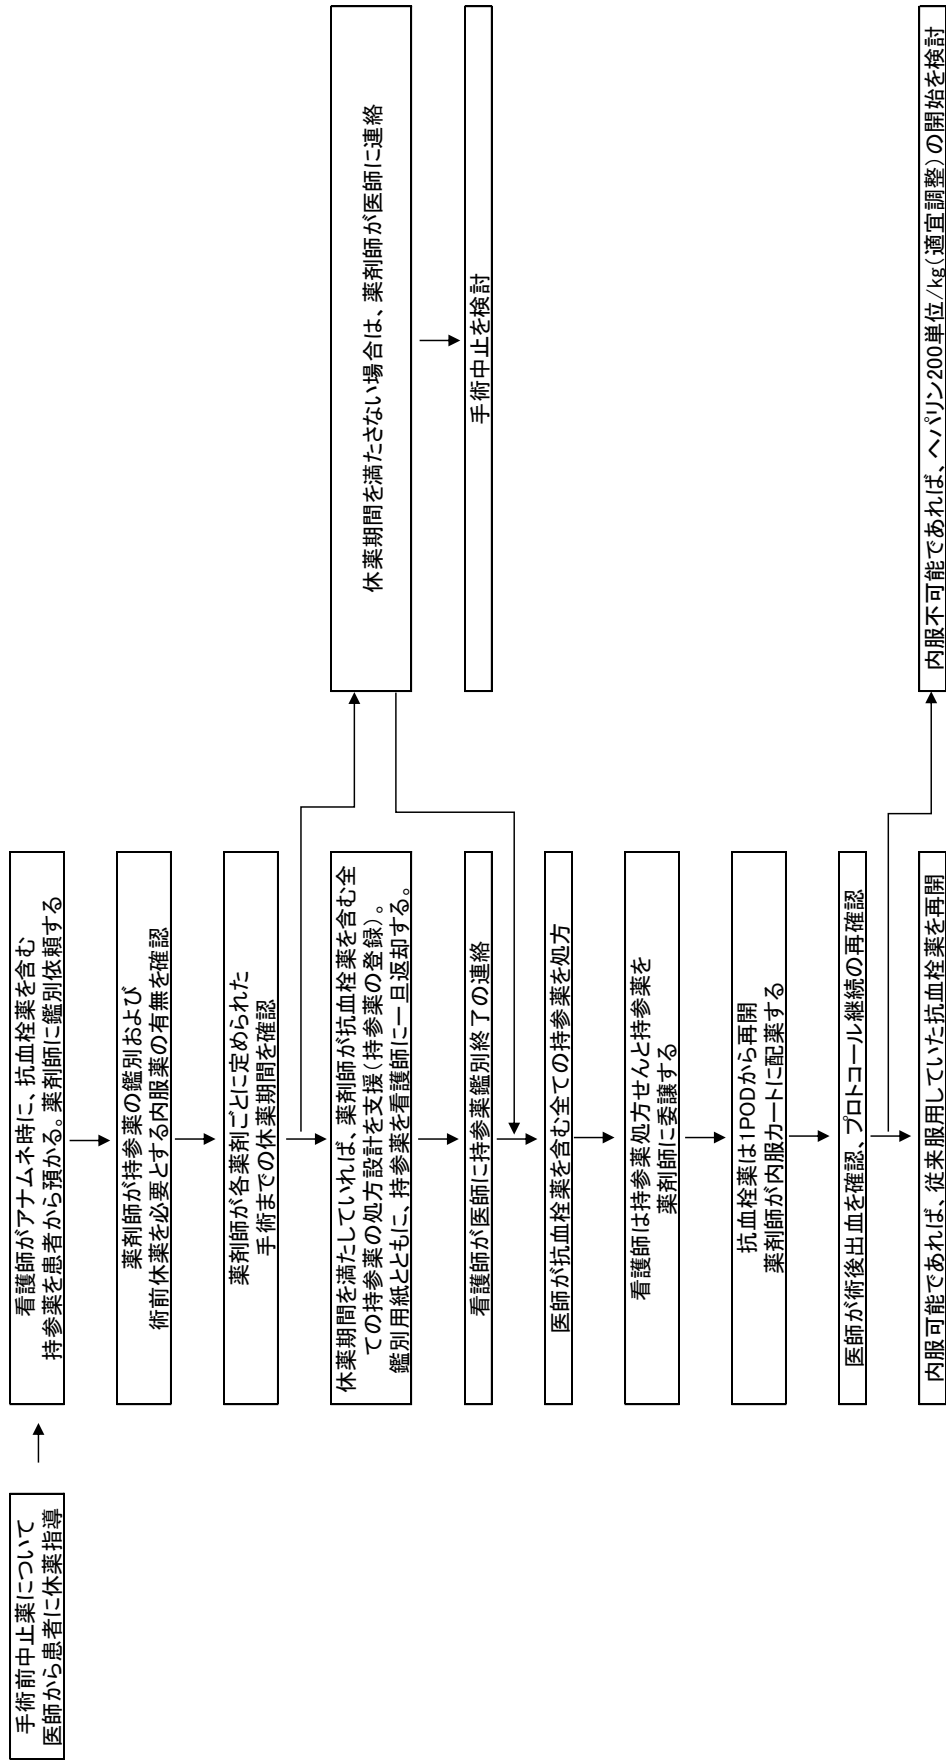 手術前中止薬について
医師から患者に休薬指導
看護師がアナムネ時に、抗血栓薬を含む
持参薬を患者から預かる。薬剤師に鑑別依頼する
薬剤師が持参薬の鑑別および
術前休薬を必要とする内服薬の有無を確認
薬剤師が各薬剤ごとに定められた
手術までの休薬期間を確認
休薬期間を満たしていれば、薬剤師が抗血栓薬を含む全
ての持参薬の処方設計を支援(持参薬の登録)。
鑑別用紙とともに、持参薬を看護師に一旦返却する。
休薬期間を満たさない場合は、薬剤師が医師に連絡
手術中止を検討
看護師が医師に持参薬鑑別終了の連絡
医師が抗血栓薬を含む全ての持参薬を処方
看護師は持参薬処方せんと持参薬を
薬剤師に委譲する
抗血栓薬は1PODから再開
薬剤師が内服カートに配薬する
医師が術後出血を確認、プロトコール継続の再確認
内服可能であれば、従来服用していた抗血栓薬を再開
内服不可能であれば、ヘパリン200単位/kg(適宜調整)の開始を検討